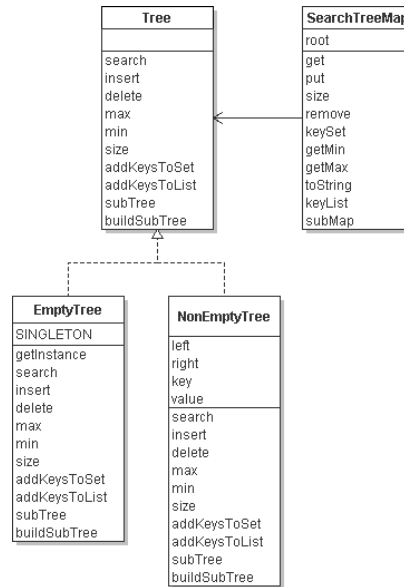 Tree
search
insert
delete
max
min
size
addKeysToSet
addKeysToList
subTree
buildSubTree
SearchTreeMap
root
get
put
size
remove
keySet
getMin
getMax
toString
keyList
subMap
EmptyTree
SINGLETON
getInstance
search
insert
delete
max
min
size
addKeysToSet
addKeysToList
subTree
buildSubTree
NonEmptyTree
left
right
key
value
search
insert
delete
max
min
size
addKeysToSet
addKeysToList
subTree
buildSubTree